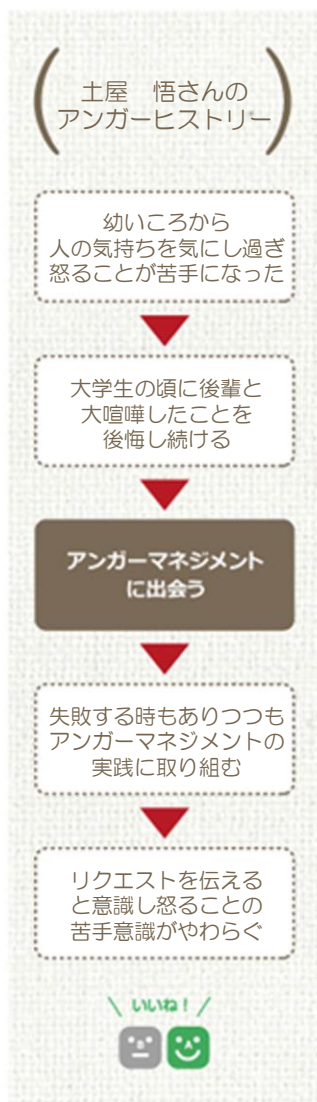 土屋　悟さんの
アンガーヒストリー
幼いころから
人の気持ちを気にし過ぎ
怒ることが苦手になった
大学生の頃に後輩と
大喧嘩したことを
後悔し続ける
アンガーマネジメント
に出会う
失敗する時もありつつも
アンガーマネジメントの
実践に取り組む
リクエストを伝える
と意識し怒ることの
苦手意識がやわらぐ
いいね！